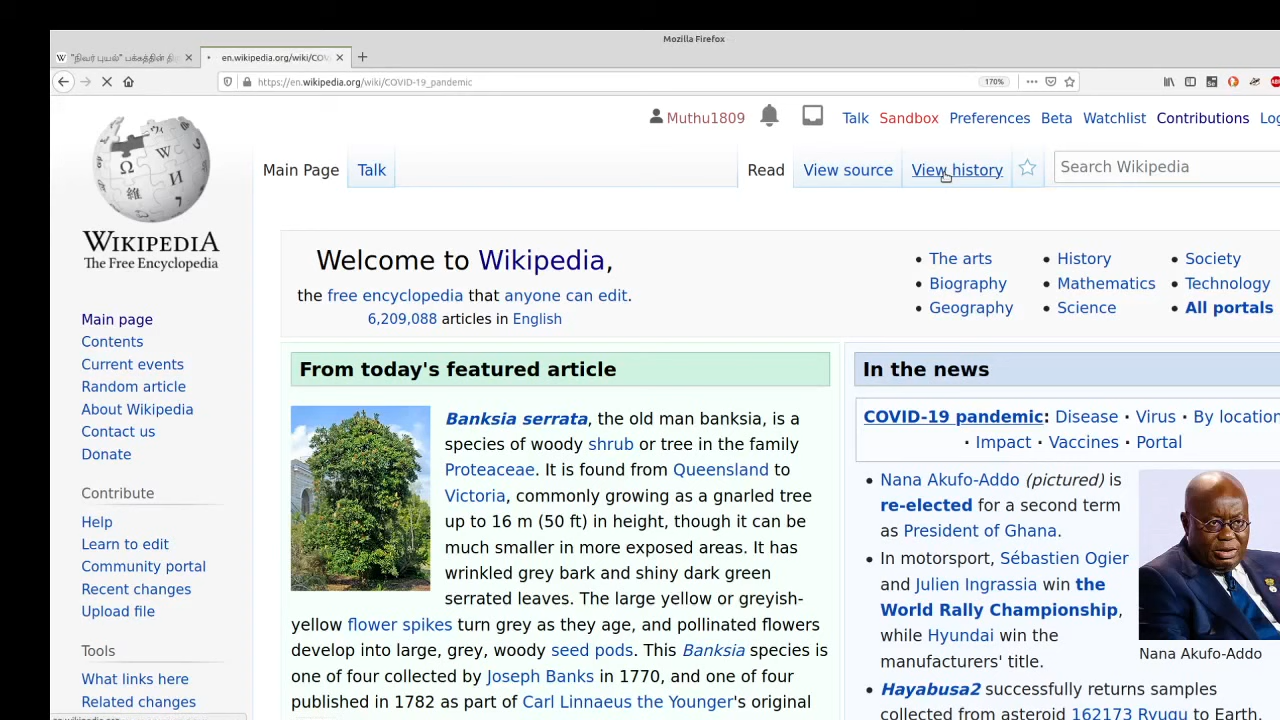 Mozilla Firefox
"நிவர் புயல்" பக்கத்தின் தி
en.wikipedia.org/wiki/COV
https://en.wikipedia.org/wiki/COVID-19_pandemic
170%
Muthu1809 Talk Sandbox Preferences Beta Watchlist Contributions Log
Main Page Talk Read View source View history Search Wikipedia
WIKIPEDIA
The Free Encyclopedia
Main page
Contents
Current events
Random article
About Wikipedia
Contact us
Donate
Contribute
Help
Learn to edit
Community portal
Recent changes
Upload file
Tools
What links here
Related changes
Welcome to Wikipedia,
the free encyclopedia that anyone can edit.
6,209,088 articles in English
• The arts
• Biography
• Geography
• History
• Mathematics
• Science
• Society
• Technology
• All portals
From today's featured article
Banksia serrata, the old man banksia, is a
species of woody shrub or tree in the family
Proteaceae. It is found from Queensland to
Victoria, commonly growing as a gnarled tree
up to 16 m (50 ft) in height, though it can be
much smaller in more exposed areas. It has
wrinkled grey bark and shiny dark green
serrated leaves. The large yellow or greyish-
yellow flower spikes turn grey as they age, and pollinated flowers
develop into large, grey, woody seed pods. This Banksia species is
one of four collected by Joseph Banks in 1770, and one of four
published in 1782 as part of Carl Linnaeus the Younger's original
In the news
COVID-19 pandemic: Disease · Virus · By location
· Impact · Vaccines · Portal
• Nana Akufo-Addo (pictured) is
re-elected for a second term
as President of Ghana.
• In motorsport, Sébastien Ogier
and Julien Ingrassia win the
World Rally Championship,
while Hyundai win the
manufacturers' title.
• Hayabusa2 successfully returns samples
collected from asteroid 162173 Ryugu to Earth.
Nana Akufo-Addo